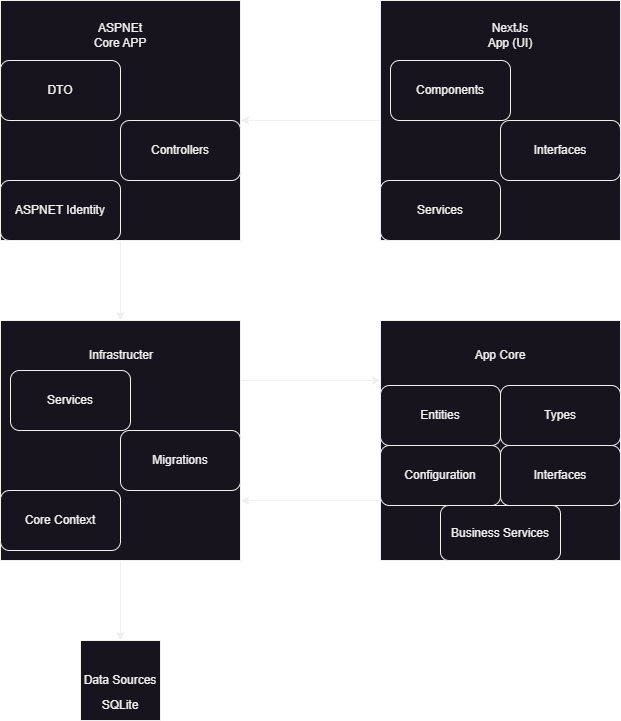 ASPNEt
Core APP
DTO
Controllers
ASPNET Identity
NextJs
App (UI)
Components
Interfaces
Services
Infrastructer
Services
Migrations
Core Context
App Core
Entities
Types
Configuration
Interfaces
Business Services
Data Sources
SQLite